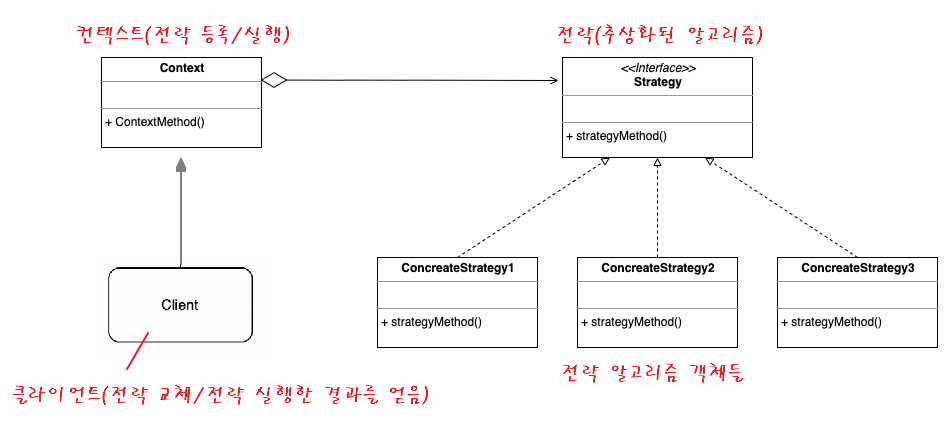 컨텍스트(전략 등록/실행)
전략(추상화된 알고리즘)
Context
<<Interface>>
Strategy
+ ContextMethod()
+ strategyMethod()
Client
ConcreateStrategy1
ConcreateStrategy2
ConcreateStrategy3
+ strategyMethod()
+ strategyMethod()
+ strategyMethod()
전략 알고리즘 객체들
클라이언트(전략 교체/전략 실행한 결과를 얻음)